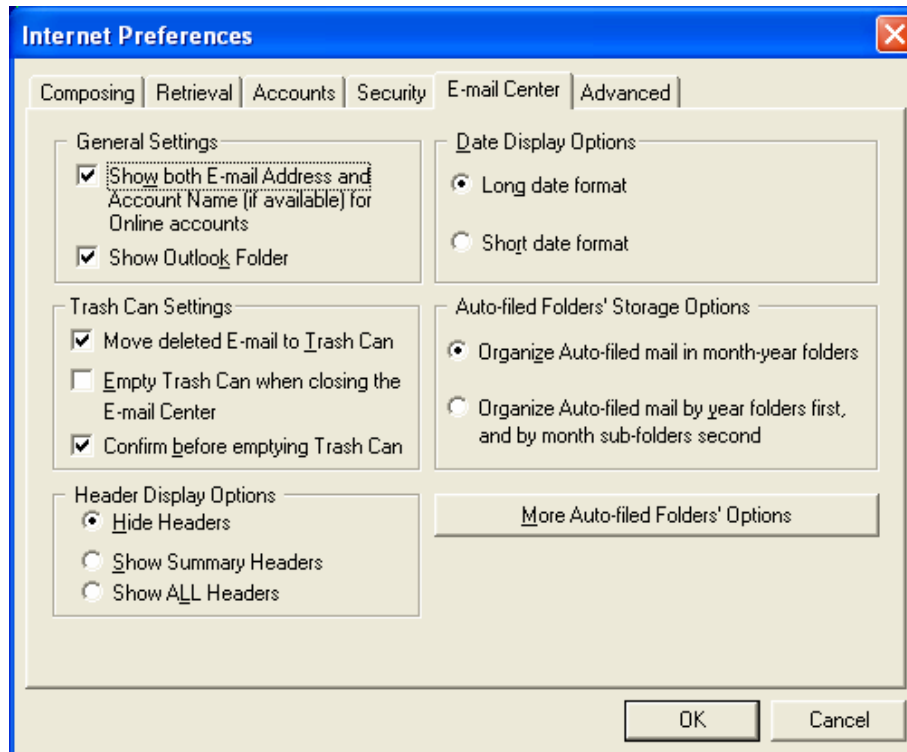 Internet Preferences
Composing
Retrieval
Accounts
Security
E-mail Center
Advanced
General Settings
Show both E-mail Address and
Account Name (if available) for
Online accounts
Show Outlook Folder
Date Display Options
Long date format
Short date format
Trash Can Settings
Move deleted E-mail to Trash Can
Empty Trash Can when closing the
E-mail Center
Confirm before emptying Trash Can
Auto-filed Folders' Storage Options
Organize Auto-filed mail in month-year folders
Organize Auto-filed mail by year folders first,
and by month sub-folders second
Header Display Options
Hide Headers
Show Summary Headers
Show ALL Headers
More Auto-filed Folders' Options
OK
Cancel